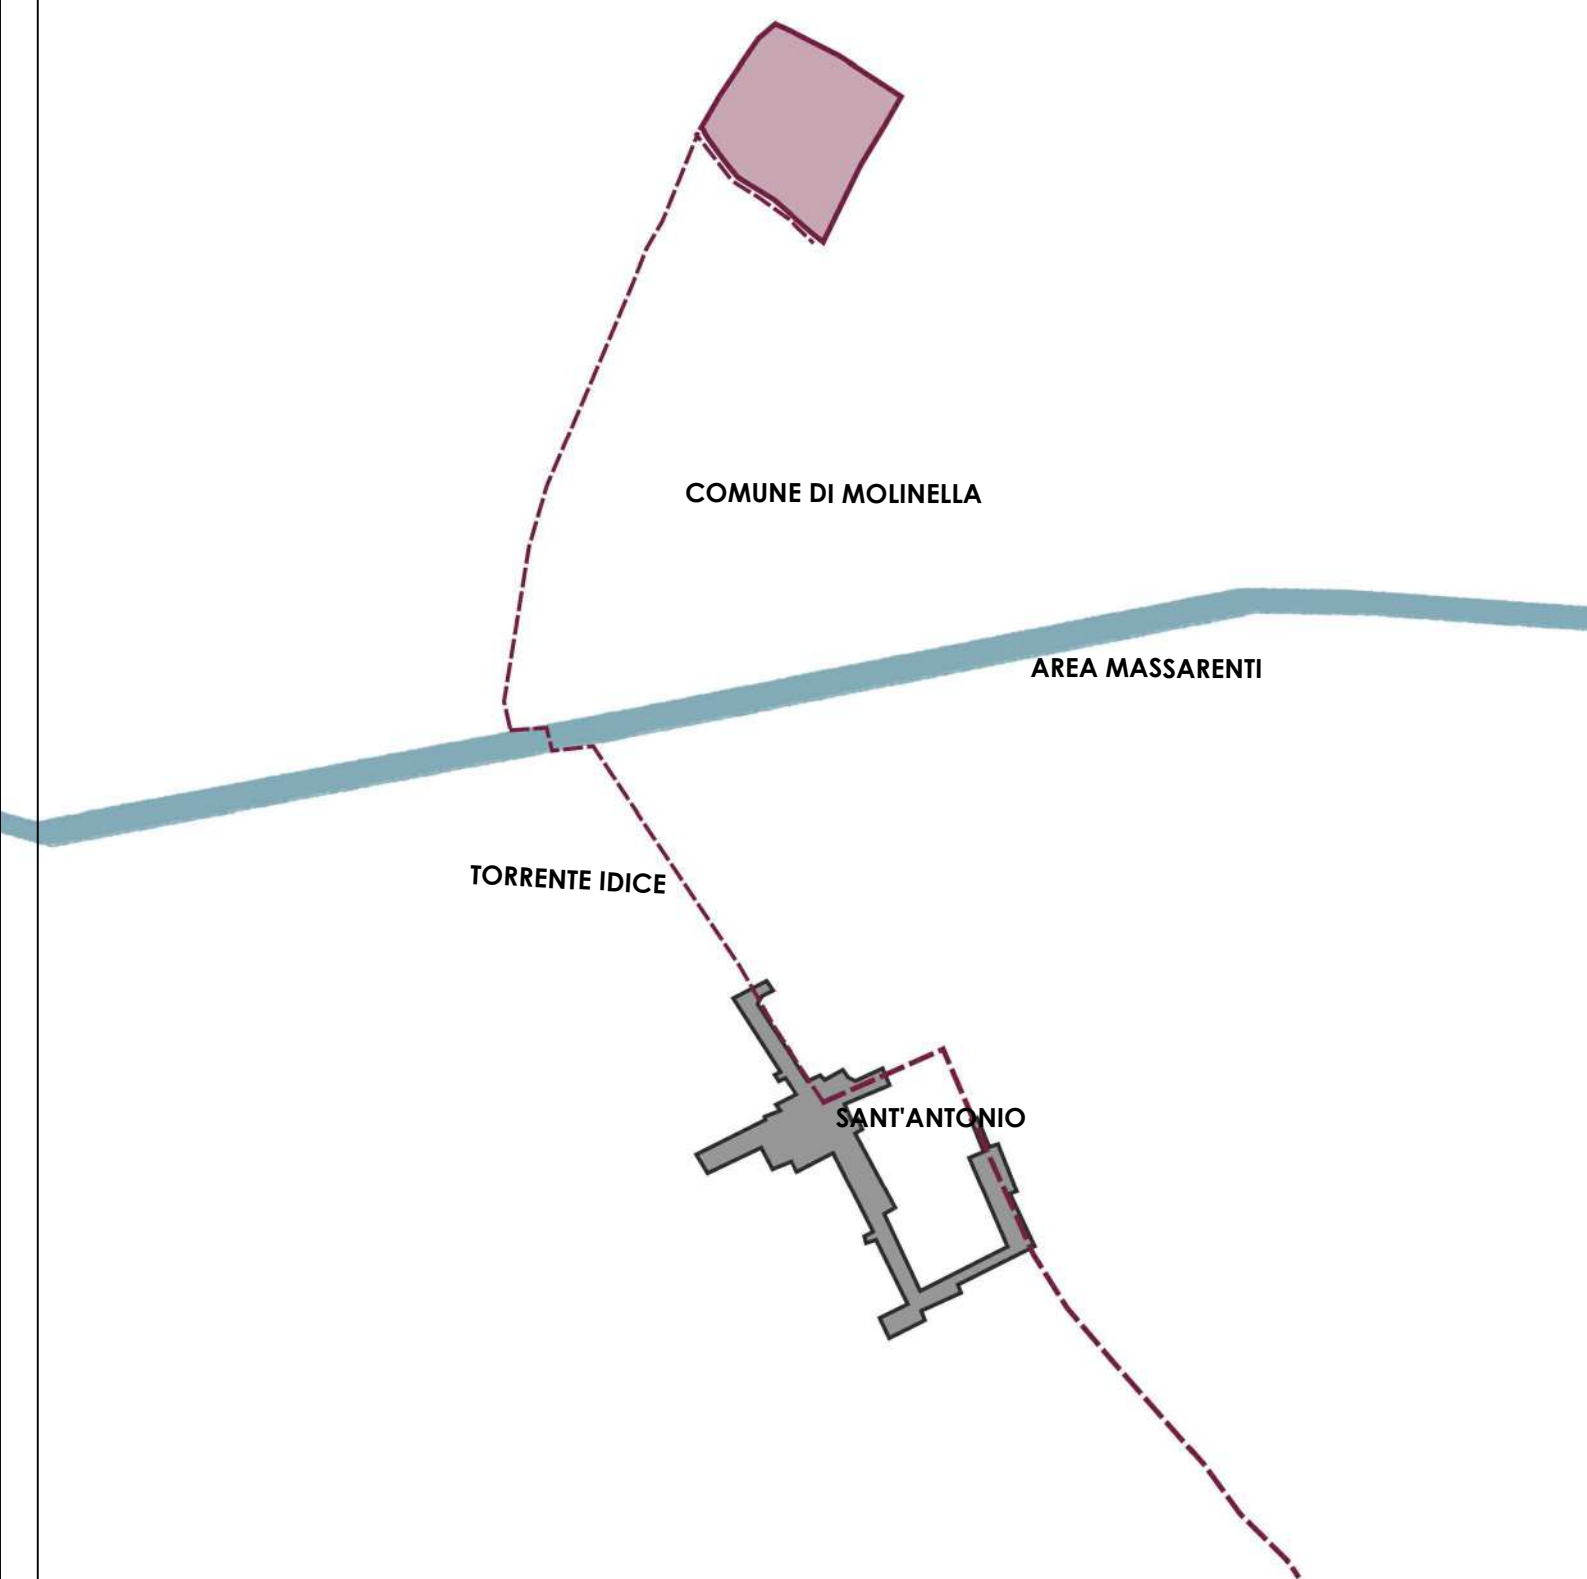 COMUNE DI MOLINELLA
AREA MASSARENTI
TORRENTE IDICE
SANT'ANTONIO